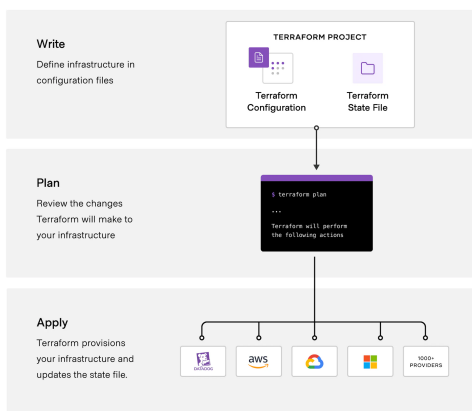 Write
Define infrastructure in
configuration files
TERRAFORM PROJECT
Terraform
Configuration
Terraform
State File
Plan
Review the changes
Terraform will make to
your infrastructure
$ terraform plan
...
Terraform will perform
the following actions
Apply
Terraform provisions
your infrastructure and
updates the state file.
DATADOG
aws
1000+
PROVIDERS